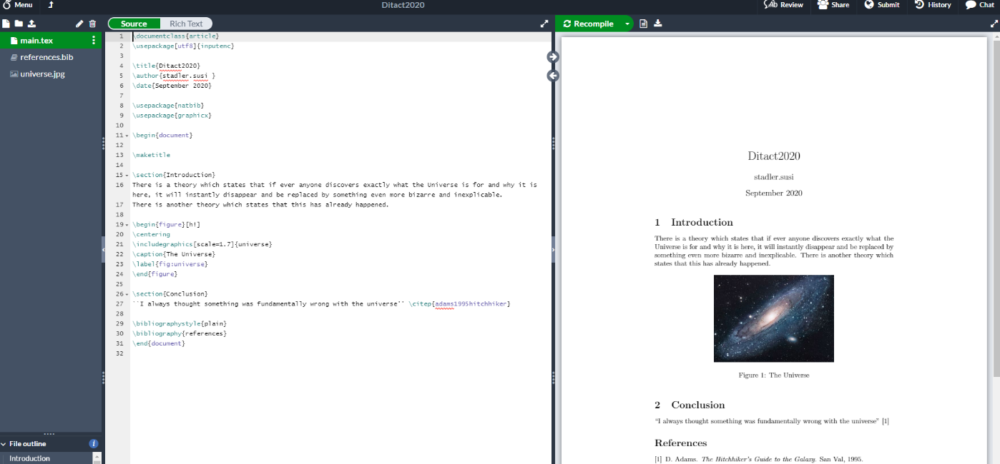 Menu
Ditact2020
Review
Share
Submit
History
Chat
main.tex
references.bib
universe.jpg
File outline
Introduction
Source
Rich Text
1 \documentclass{article}
2 \usepackage[utf8]{inputenc}
3
4 \title{Ditact2020}
5 \author{stadler.susi }
6 \date{September 2020}
7
8 \usepackage{natbib}
9 \usepackage{graphicx}
10
11 \begin{document}
12
13 \maketitle
14
15 \section{Introduction}
16 There is a theory which states that if ever anyone discovers exactly what the Universe is for and why it is
here, it will instantly disappear and be replaced by something even more bizarre and inexplicable.
17 There is another theory which states that this has already happened.
18
19 \begin{figure}[h!]
20 \centering
21 \includegraphics[scale=1.7]{universe}
22 \caption{The Universe}
23 \label{fig:universe}
24 \end{figure}
25
26 \section{Conclusion}
27 ``I always thought something was fundamentally wrong with the universe'' \citep{adams1995hitchhiker}
28
29 \bibliographystyle{plain}
30 \bibliography{references}
31 \end{document}
32
Recompile
Ditact2020
stadler.susi
September 2020
1 Introduction
There is a theory which states that if ever anyone discovers exactly what the
Universe is for and why it is here, it will instantly disappear and be replaced by
something even more bizarre and inexplicable. There is another theory which
states that this has already happened.
Figure 1: The Universe
2 Conclusion
“I always thought something was fundamentally wrong with the universe” [1]
References
[1] D. Adams. The Hitchhiker's Guide to the Galaxy. San Val, 1995.